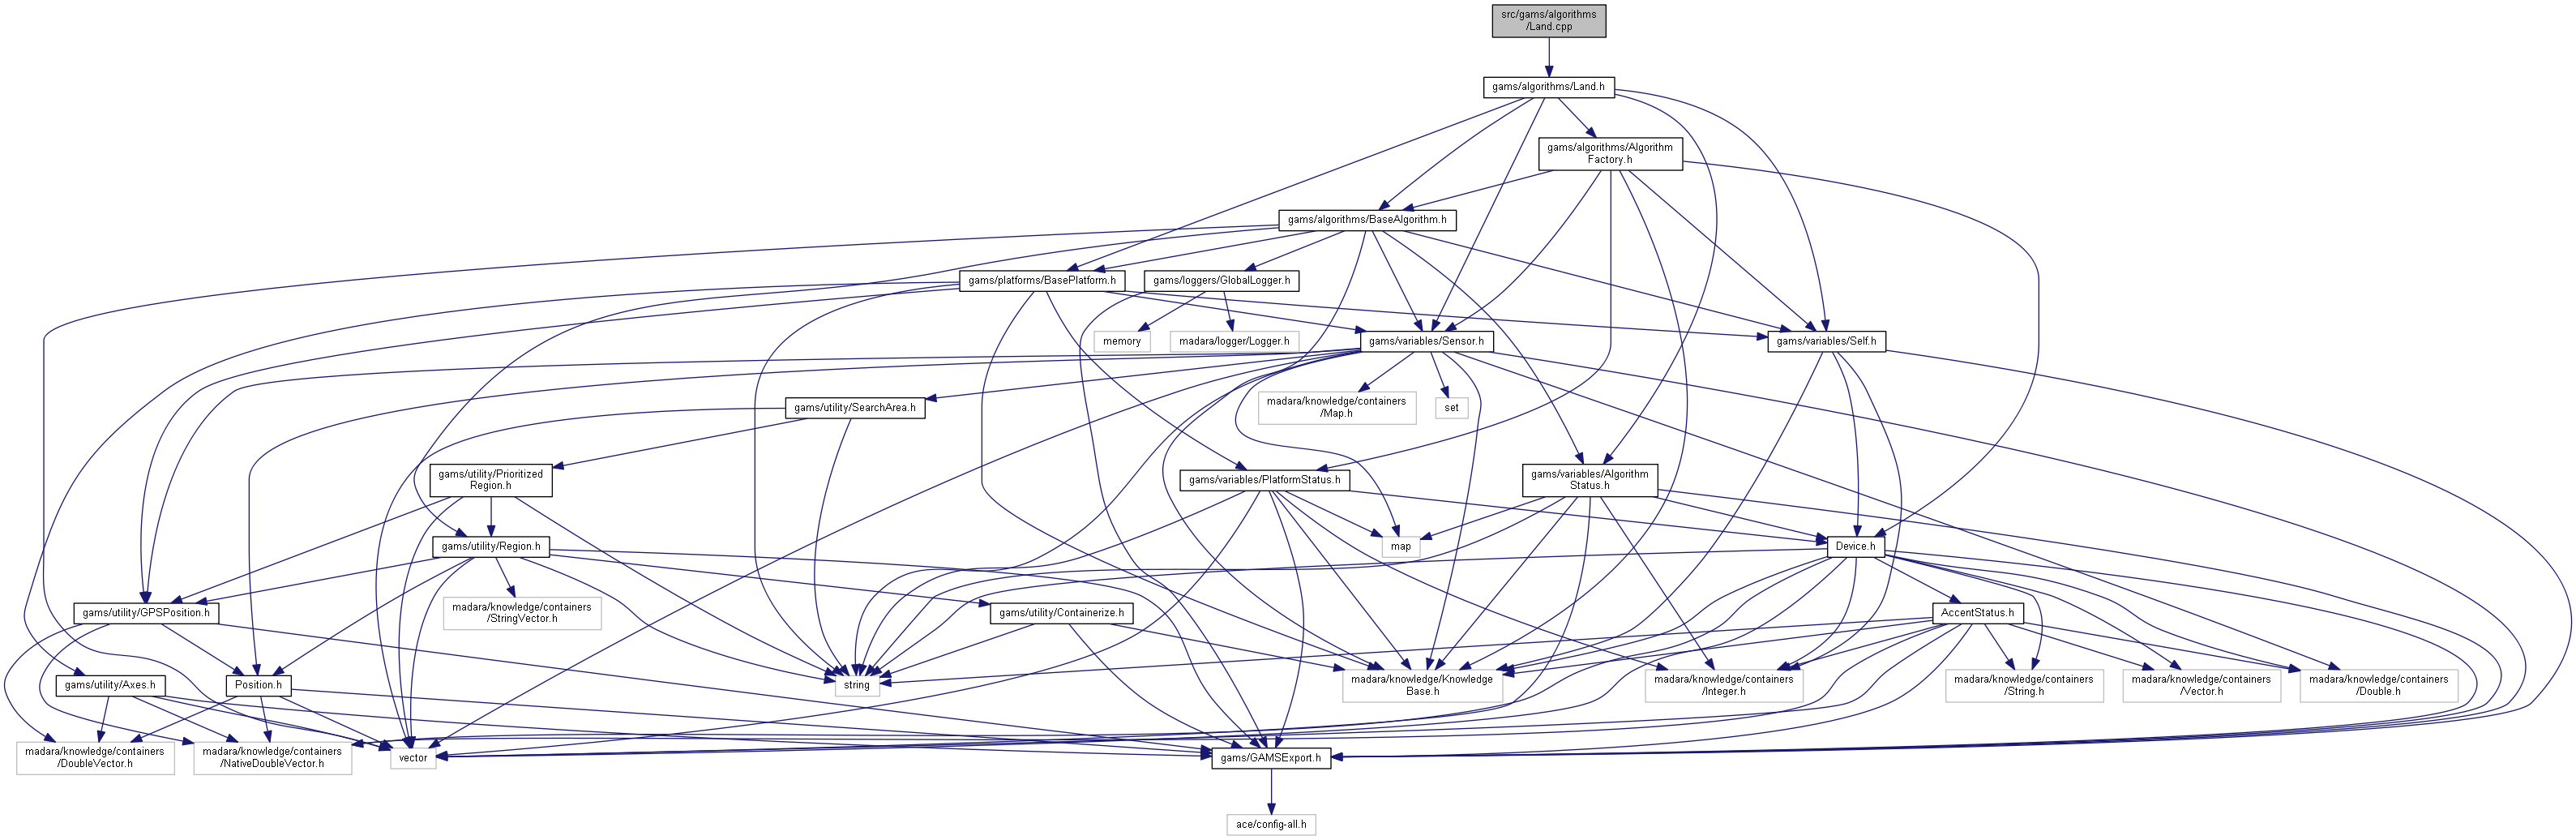 src/gams/algorithms
/Land.cpp
gams/algorithms/Land.h
gams/algorithms/Algorithm
Factory.h
gams/algorithms/BaseAlgorithm.h
gams/platforms/BasePlatform.h
gams/loggers/GlobalLogger.h
memory
madara/logger/Logger.h
gams/variables/Sensor.h
gams/variables/Self.h
madara/knowledge/containers
/Map.h
set
gams/utility/SearchArea.h
gams/utility/Prioritized
Region.h
gams/variables/PlatformStatus.h
gams/variables/Algorithm
Status.h
gams/utility/Region.h
map
Device.h
gams/utility/GPSPosition.h
madara/knowledge/containers
/StringVector.h
gams/utility/Containerize.h
AccentStatus.h
gams/utility/Axes.h
Position.h
string
madara/knowledge/Knowledge
Base.h
madara/knowledge/containers
/Integer.h
madara/knowledge/containers
/String.h
madara/knowledge/containers
/Vector.h
madara/knowledge/containers
/Double.h
madara/knowledge/containers
/DoubleVector.h
madara/knowledge/containers
/NativeDoubleVector.h
vector
gams/GAMSExport.h
ace/config-all.h